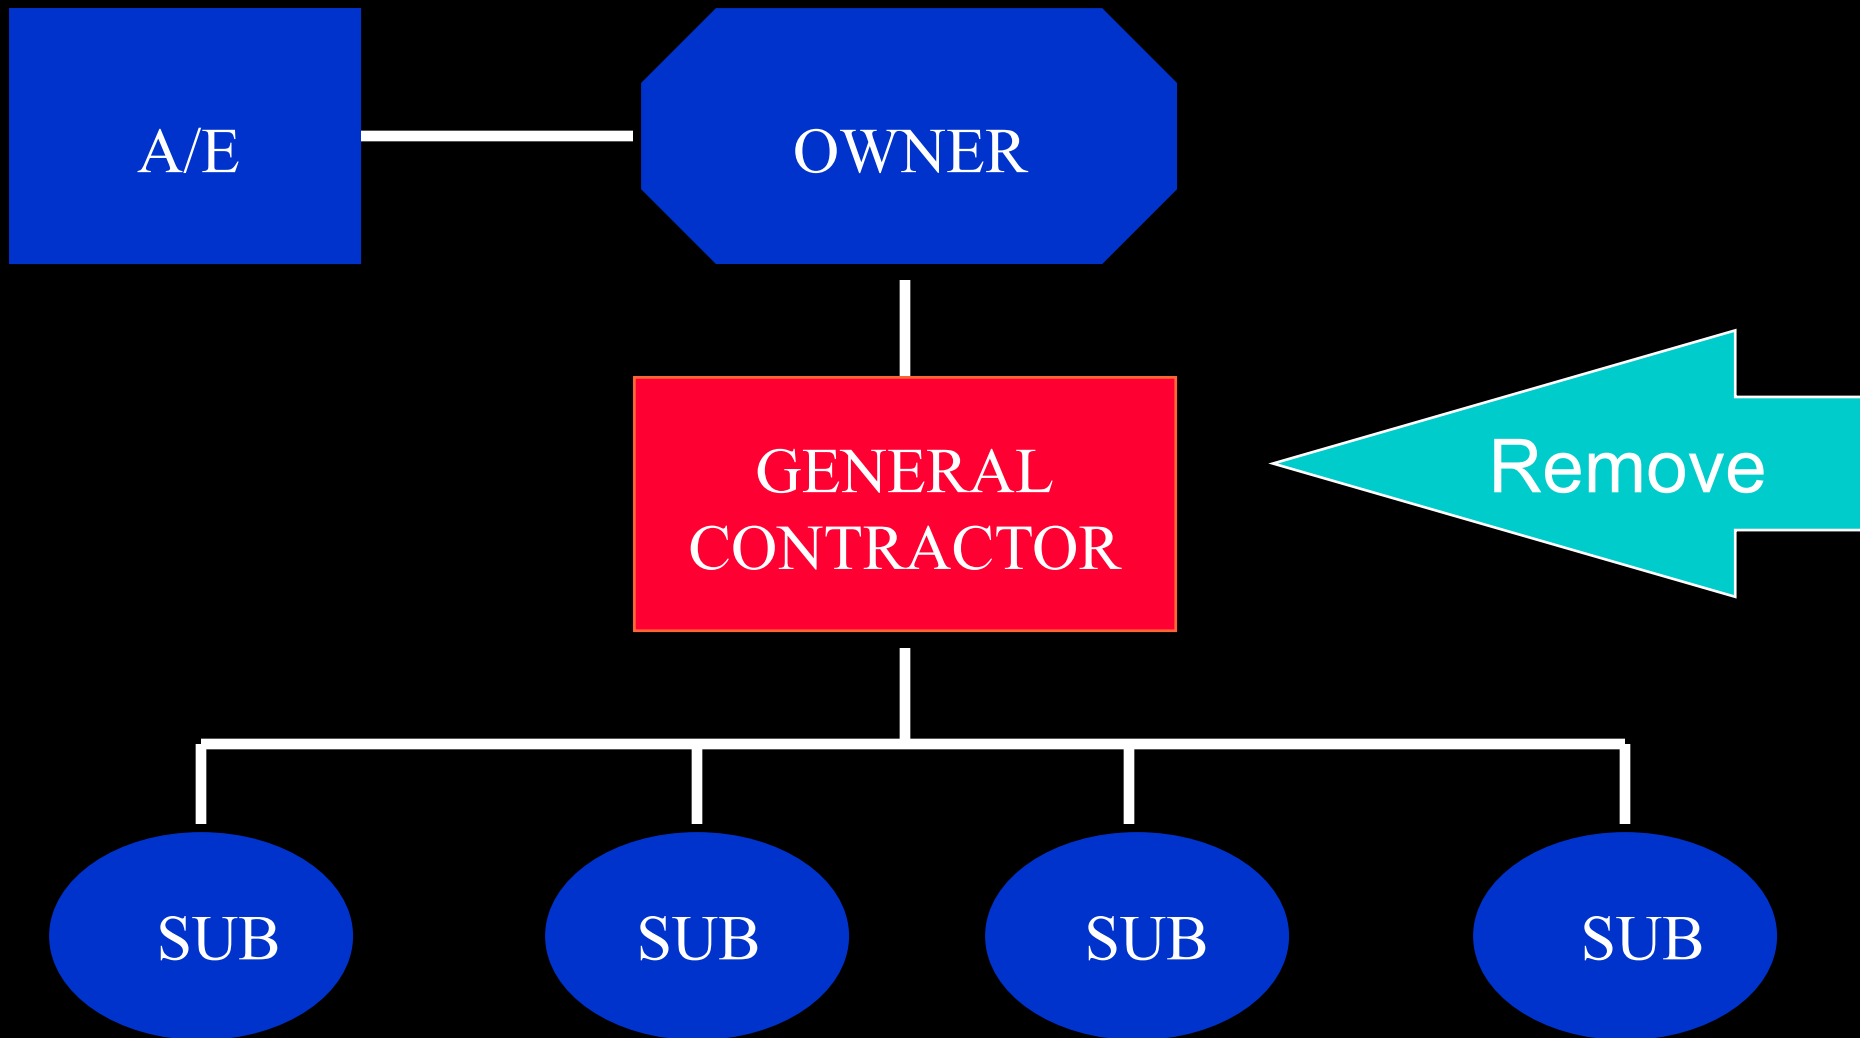 A/E
OWNER
GENERAL
CONTRACTOR
Remove
SUB
SUB
SUB
SUB